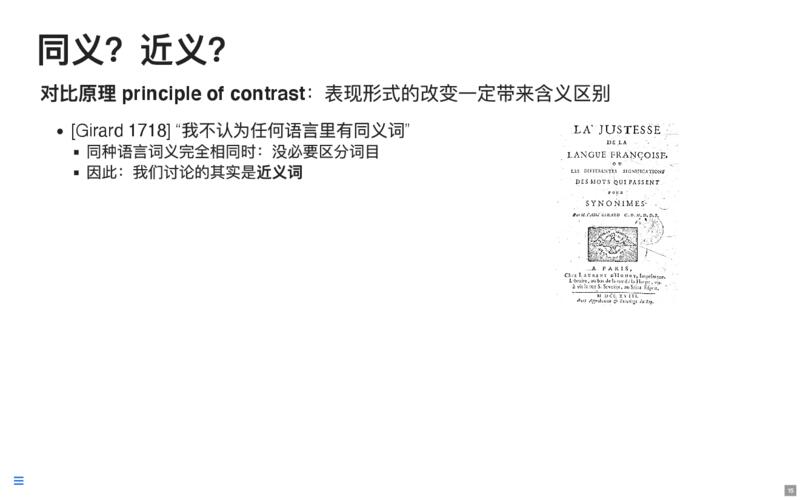 同义？近义？
对比原理 principle of contrast：表现形式的改变一定带来含义区别
[Girard 1718] “我不认为任何语言里有同义词”
同种语言词义完全相同时：没必要区分词目
因此：我们讨论的其实是近义词
LA JUSTESSE
DE LA
LANGUE FRANÇOISE,
OU
LES DIFFERENTES SIGNIFICATIONS
DES MOTS QUI PASSENT
POUR
SYNONIMES.
Par M. l'Abbé GIRARD C. D. M. D. D. B.
A PARIS,
Chez LAURENT D'HOURY, Imprimeur-
Libraire, au bas de la rue de la Harpe, vis-
à vis la rue S. Severin, au Saint Esprit.
M DCC XVIII.
Avec Approbation & Privilege du Roy.
15